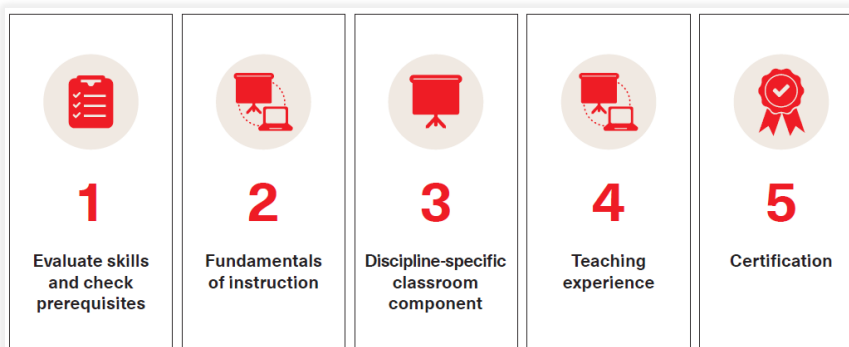 1
Evaluate skills
and check
prerequisites
2
Fundamentals
of instruction
3
Discipline-specific
classroom
component
4
Teaching
experience
5
Certification